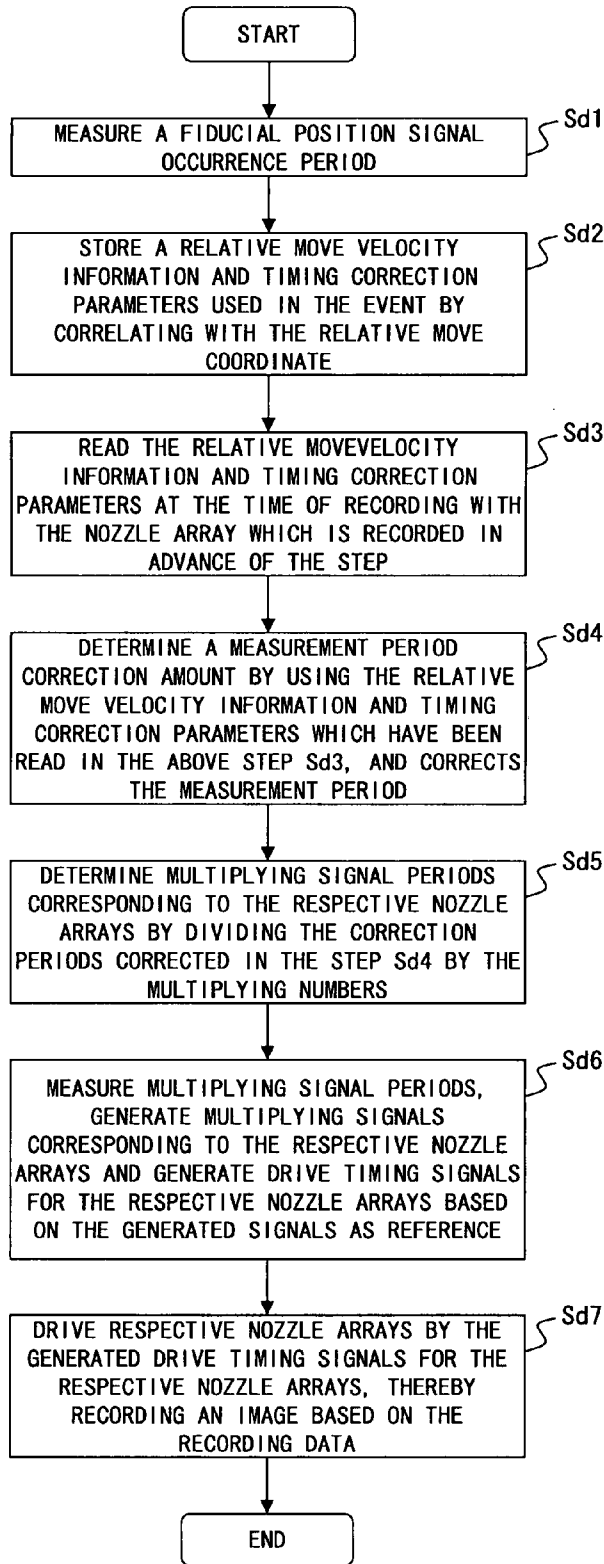 START
Sd1
MEASURE A FIDUCIAL POSITION SIGNAL
OCCURRENCE PERIOD
Sd2
STORE A RELATIVE MOVE VELOCITY
INFORMATION AND TIMING CORRECTION
PARAMETERS USED IN THE EVENT BY
CORRELATING WITH THE RELATIVE MOVE
COORDINATE
Sd3
READ THE RELATIVE MOVEVELOCITY
INFORMATION AND TIMING CORRECTION
PARAMETERS AT THE TIME OF RECORDING WITH
THE NOZZLE ARRAY WHICH IS RECORDED IN
ADVANCE OF THE STEP
Sd4
DETERMINE A MEASUREMENT PERIOD
CORRECTION AMOUNT BY USING THE RELATIVE
MOVE VELOCITY INFORMATION AND TIMING
CORRECTION PARAMETERS WHICH HAVE BEEN
READ IN THE ABOVE STEP Sd3, AND CORRECTS
THE MEASUREMENT PERIOD
Sd5
DETERMINE MULTIPLYING SIGNAL PERIODS
CORRESPONDING TO THE RESPECTIVE NOZZLE
ARRAYS BY DIVIDING THE CORRECTION
PERIODS CORRECTED IN THE STEP Sd4 BY THE
MULTIPLYING NUMBERS
Sd6
MEASURE MULTIPLYING SIGNAL PERIODS,
GENERATE MULTIPLYING SIGNALS
CORRESPONDING TO THE RESPECTIVE NOZZLE
ARRAYS AND GENERATE DRIVE TIMING SIGNALS
FOR THE RESPECTIVE NOZZLE ARRAYS BASED
ON THE GENERATED SIGNALS AS REFERENCE
Sd7
DRIVE RESPECTIVE NOZZLE ARRAYS BY THE
GENERATED DRIVE TIMING SIGNALS FOR THE
RESPECTIVE NOZZLE ARRAYS, THEREBY
RECORDING AN IMAGE BASED ON THE
RECORDING DATA
END